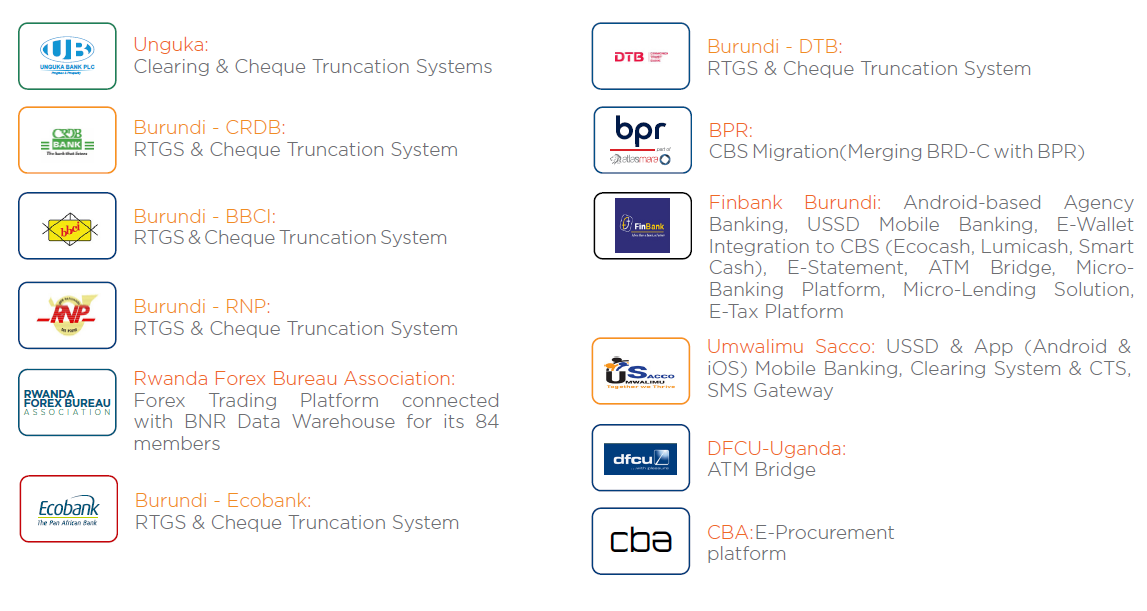 UB
UNGUKA BANK PLC
Unguka:
Clearing & Cheque Truncation Systems
CRDB
BANK
Burundi - CRDB:
RTGS & Cheque Truncation System
bbci
Burundi - BBCI:
RTGS & Cheque Truncation System
RNP
Burundi - RNP:
RTGS & Cheque Truncation System
RWANDA
FOREX BUREAU
ASSOCIATION
Rwanda Forex Bureau Association:
Forex Trading Platform connected
with BNR Data Warehouse for its 84
members
Ecobank
The Pan African Bank
Burundi - Ecobank:
RTGS & Cheque Truncation System
DTB
Burundi - DTB:
RTGS & Cheque Truncation System
bpr
part of
atlasmara
BPR:
CBS Migration(Merging BRD-C with BPR)
FinBank
Finbank Burundi: Android-based Agency
Banking, USSD Mobile Banking, E-Wallet
Integration to CBS (Ecocash, Lumicash, Smart
Cash), E-Statement, ATM Bridge, Micro-
Banking Platform, Micro-Lending Solution,
E-Tax Platform
U SACCO
UMWALIMU
Together we Thrive
Umwalimu Sacco: USSD & App (Android &
iOS) Mobile Banking, Clearing System & CTS,
SMS Gateway
dfcu
...with pleasure
DFCU-Uganda:
ATM Bridge
cba
CBA:E-Procurement
platform